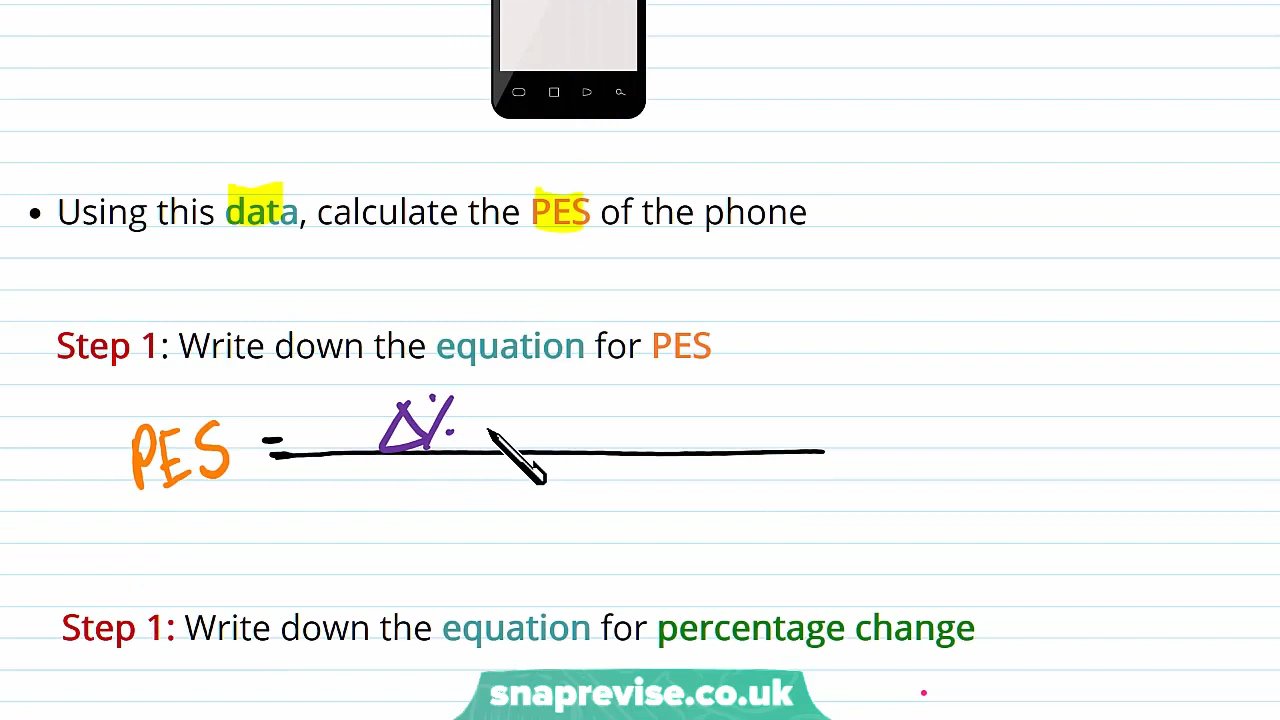 • Using this data, calculate the PES of the phone
Step 1: Write down the equation for PES
PES = Δ%
Step 1: Write down the equation for percentage change
snaprevise.co.uk